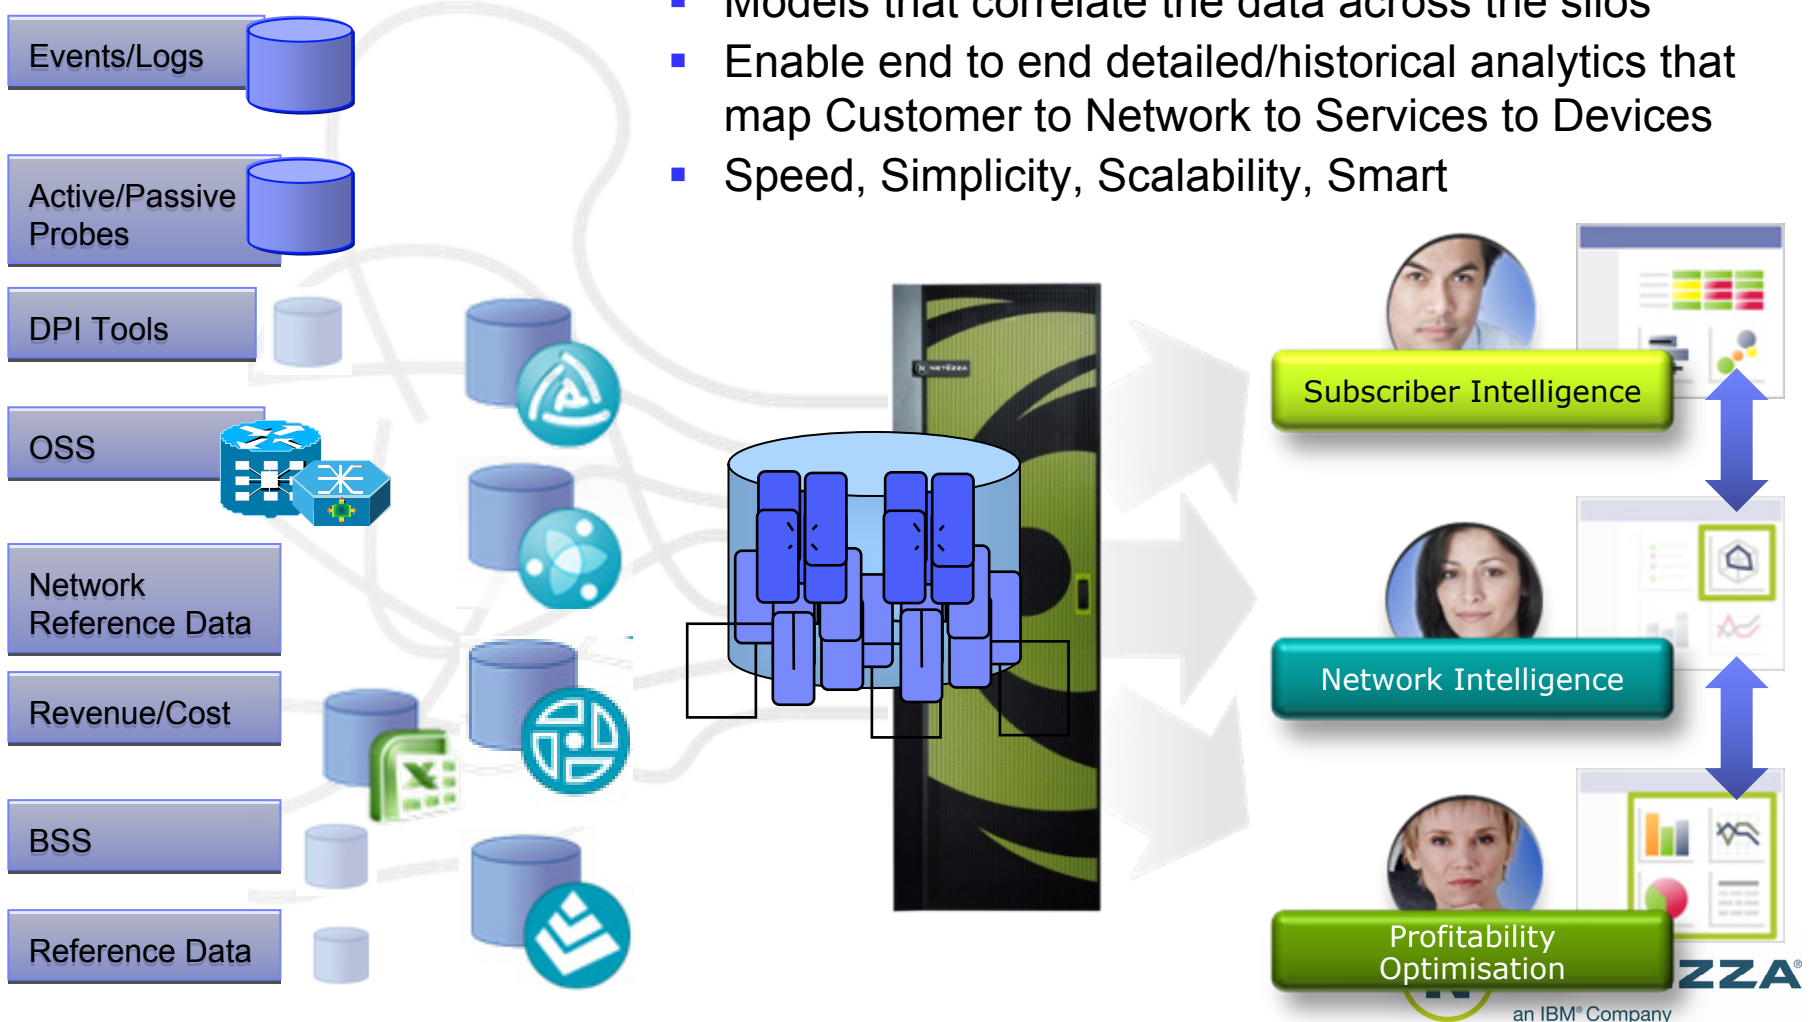 Models that correlate the data across the silos
Enable end to end detailed/historical analytics that
map Customer to Network to Services to Devices
Speed, Simplicity, Scalability, Smart
Events/Logs
Active/Passive
Probes
DPI Tools
OSS
Network
Reference Data
Revenue/Cost
BSS
Reference Data
NETEZZA
Subscriber Intelligence
Network Intelligence
Profitability
Optimisation
ZZA®
an IBM® Company